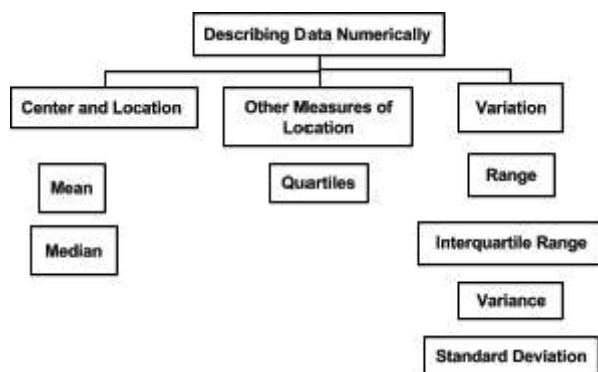 Describing Data Numerically
Center and Location
Other Measures of
Location
Variation
Mean
Quartiles
Range
Median
Interquartile Range
Variance
Standard Deviation